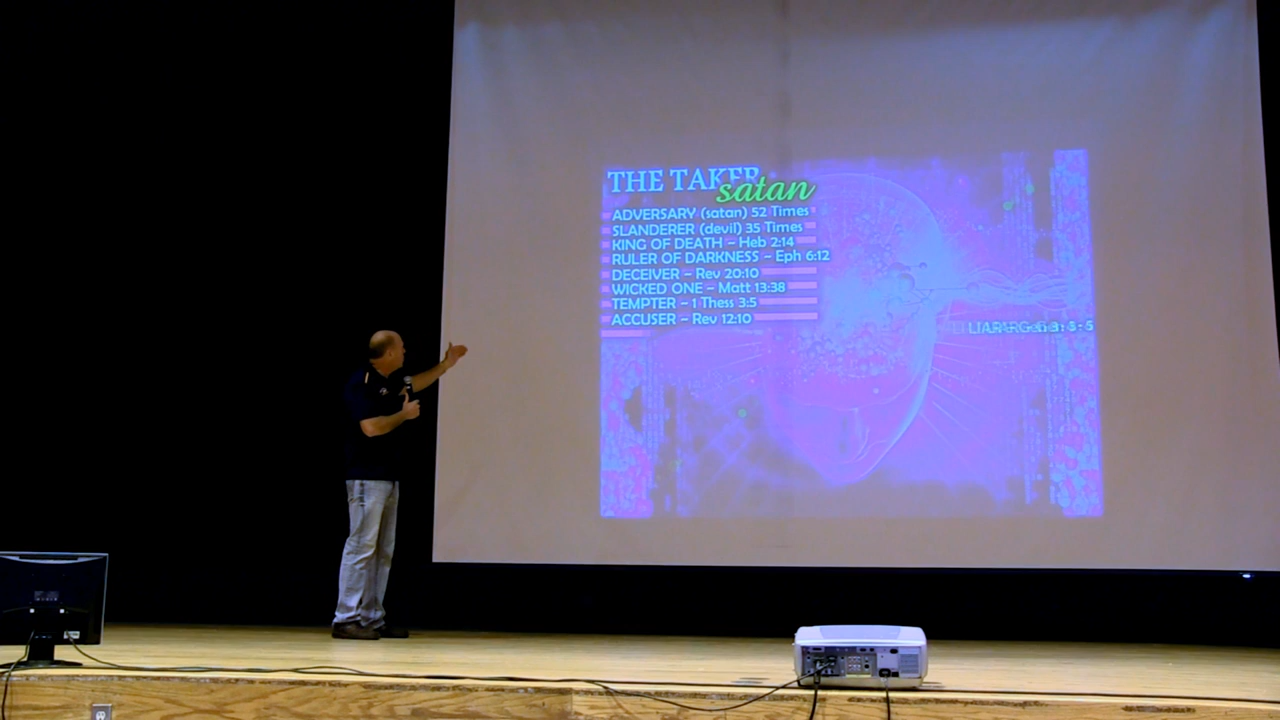 THE TAKER
satan
ADVERSARY (satan) 52 Times
SLANDERER (devil) 35 Times
KING OF DEATH – Heb 2:14
RULER OF DARKNESS – Eph 6:12
DECEIVER – Rev 20:10
WICKED ONE – Matt 13:38
TEMPTER – 1 Thess 3:5
ACCUSER – Rev 12:10
LIAR